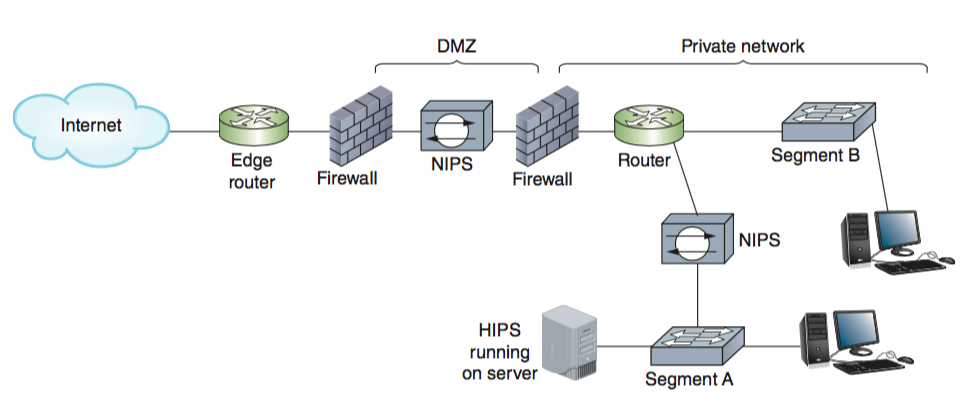 DMZ
Private network
Internet
Edge
router
Firewall
NIPS
Firewall
Router
Segment B
NIPS
HIPS
running
on server
Segment A